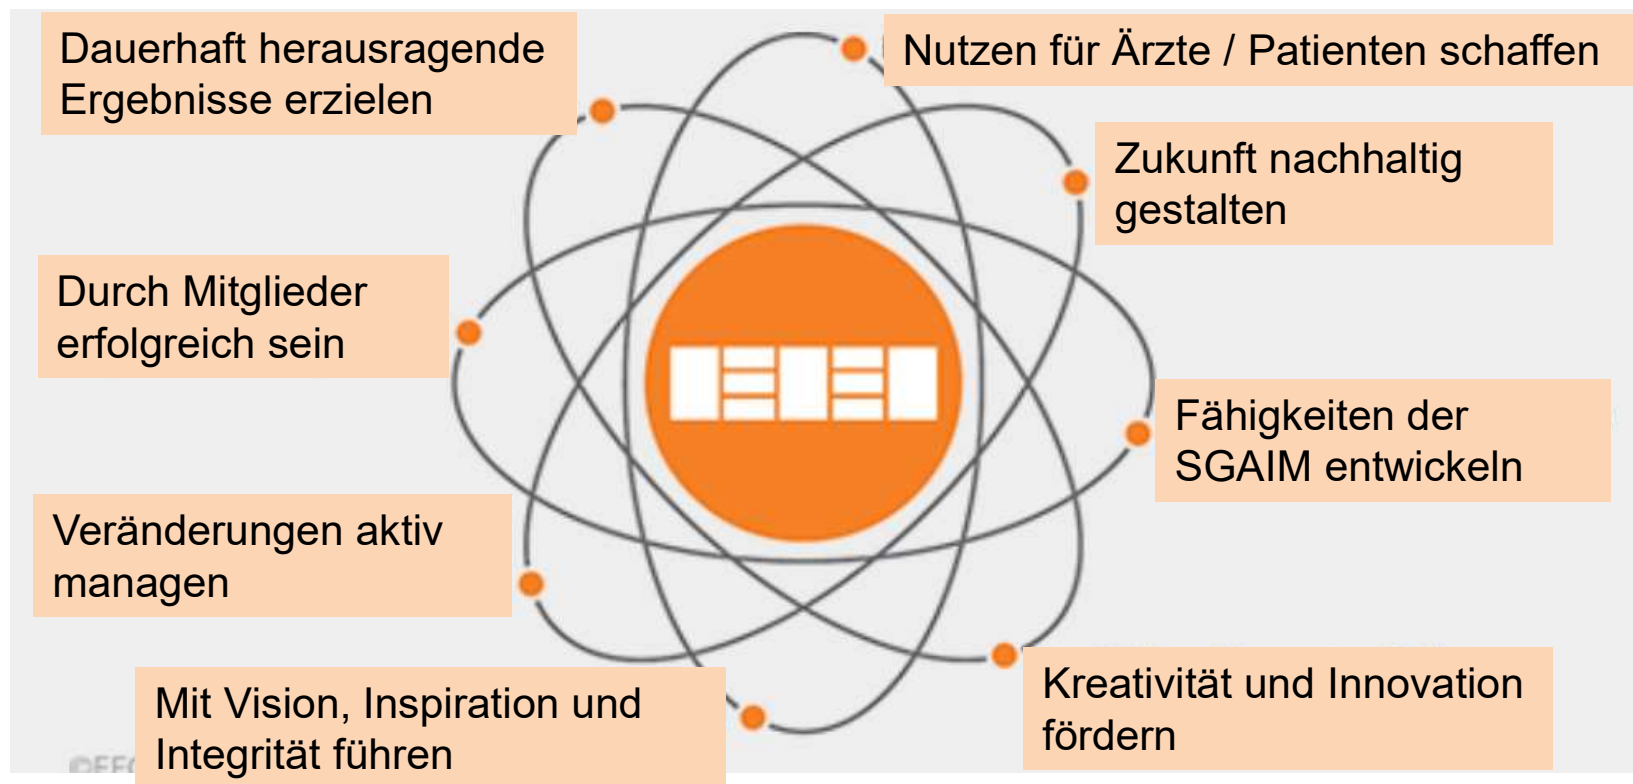 Dauerhaft herausragende
Ergebnisse erzielen
Nutzen für Ärzte / Patienten schaffen
Zukunft nachhaltig
gestalten
Durch Mitglieder
erfolgreich sein
Fähigkeiten der
SGAIM entwickeln
Veränderungen aktiv
managen
Kreativität und Innovation
fördern
Mit Vision, Inspiration und
Integrität führen